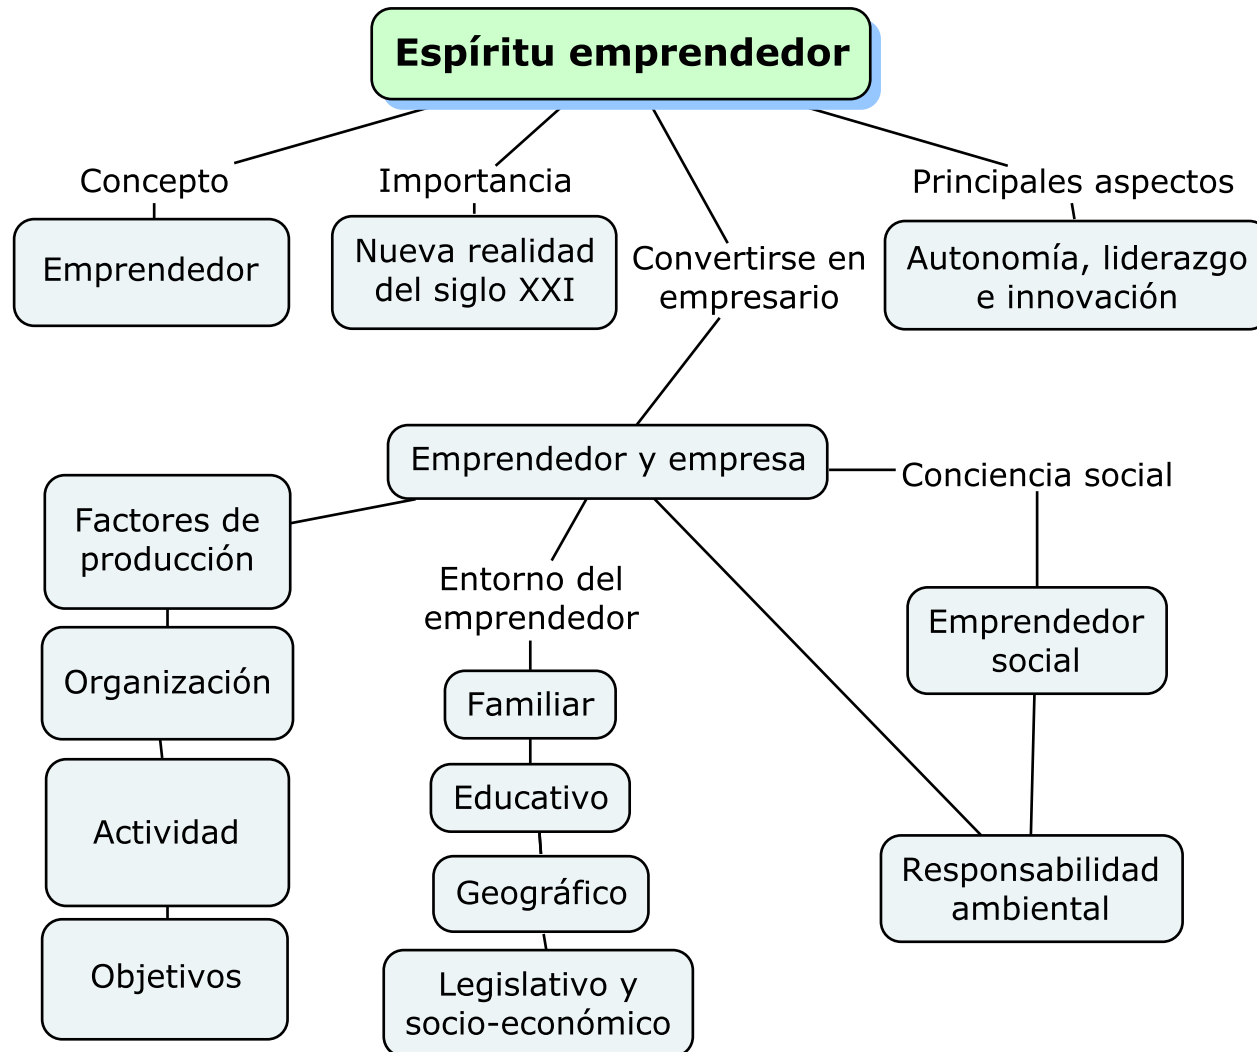 Espíritu emprendedor
Concepto
Importancia
Principales aspectos
Emprendedor
Nueva realidad
del siglo XXI
Convertirse en
empresario
Autonomía, liderazgo
e innovación
Emprendedor y empresa
Conciencia social
Factores de
producción
Organización
Actividad
Objetivos
Entorno del
emprendedor
Familiar
Educativo
Geográfico
Legislativo y
socio-económico
Emprendedor
social
Responsabilidad
ambiental